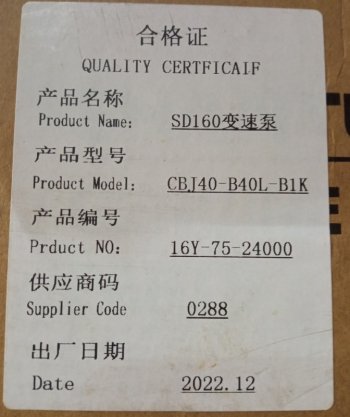 合格证
QUALITY CERTFICAIF
产品名称
Product Name: SD160变速泵
产品型号
Product Model: CBJ40-B40L-B1K
产品编号
Prduct NO: 16Y-75-24000
供应商码
Supplier Code 0288
出厂日期
Date 2022.12